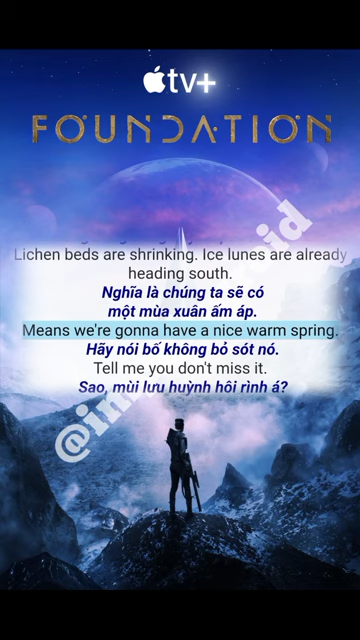 tv+
FOUNDATION
Lichen beds are shrinking. Ice lunes are already
heading south.
Nghĩa là chúng ta sẽ có
một mùa xuân ấm áp.
Means we're gonna have a nice warm spring.
Hãy nói bố không bỏ sót nó.
Tell me you don't miss it.
Sao, mùi lưu huỳnh hôi rình á?